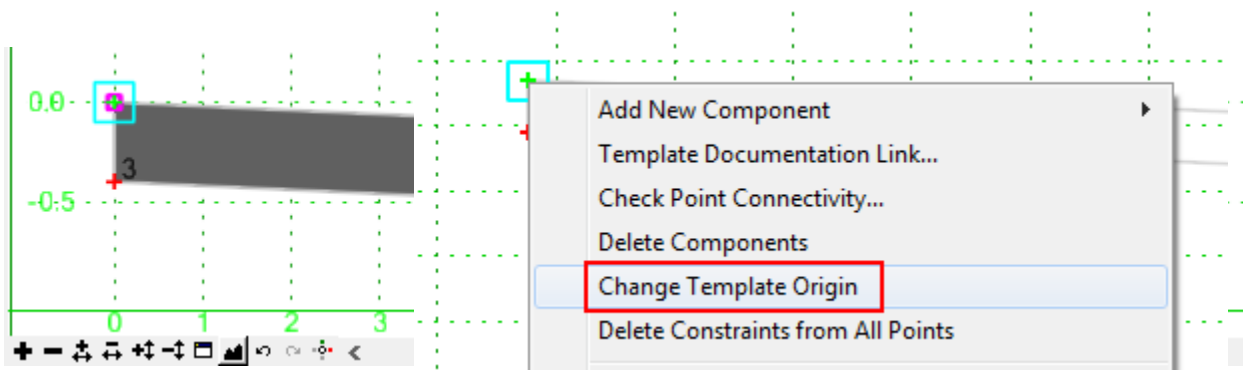 0.0
3
-0.5
0 1 2 3
Add New Component
Template Documentation Link...
Check Point Connectivity...
Delete Components
Change Template Origin
Delete Constraints from All Points